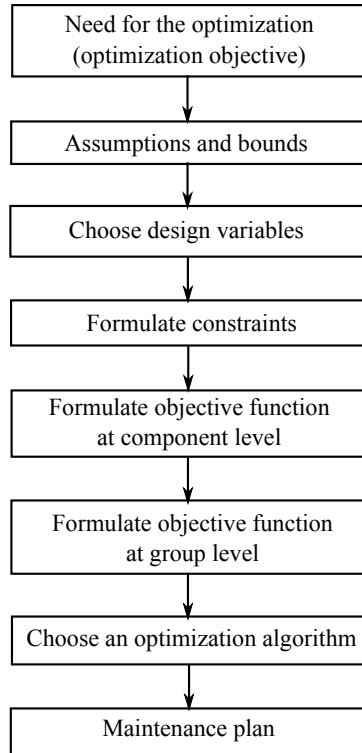 Need for the optimization
(optimization objective)
Assumptions and bounds
Choose design variables
Formulate constraints
Formulate objective function
at component level
Formulate objective function
at group level
Choose an optimization algorithm
Maintenance plan